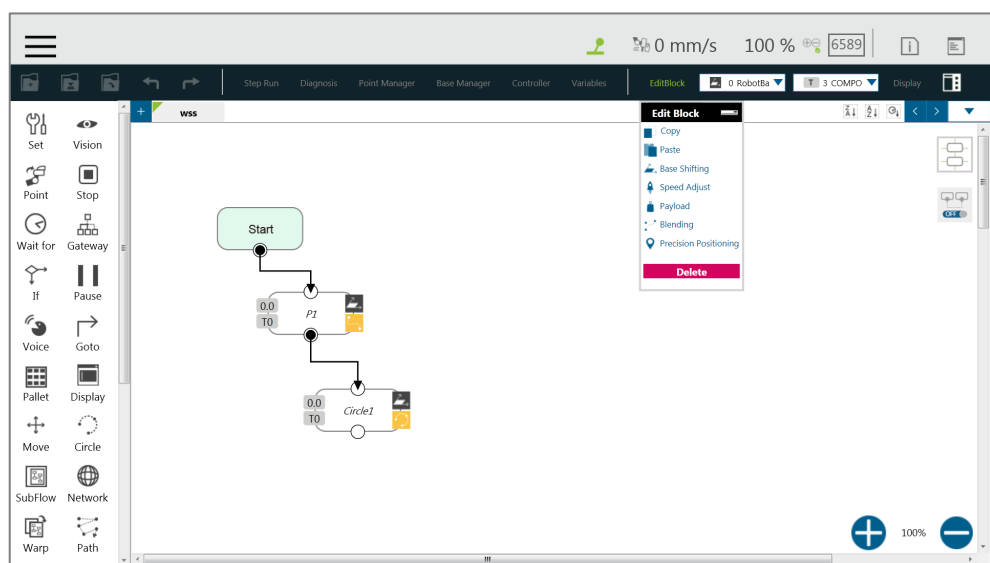 0 mm/s 100 % 6589
Step Run Diagnosis Point Manager Base Manager Controller Variables EditBlock 0 RobotBa T 3 COMPO Display
+ wss
Edit Block
Copy
Paste
Base Shifting
Speed Adjust
Payload
Blending
Precision Positioning
Delete
Set Vision
Point Stop
Wait for Gateway
If Pause
Voice Goto
Pallet Display
Move Circle
SubFlow Network
Warp Path
OFF
Start
0.0
P1
T0
0.0
Circle1
T0
100%